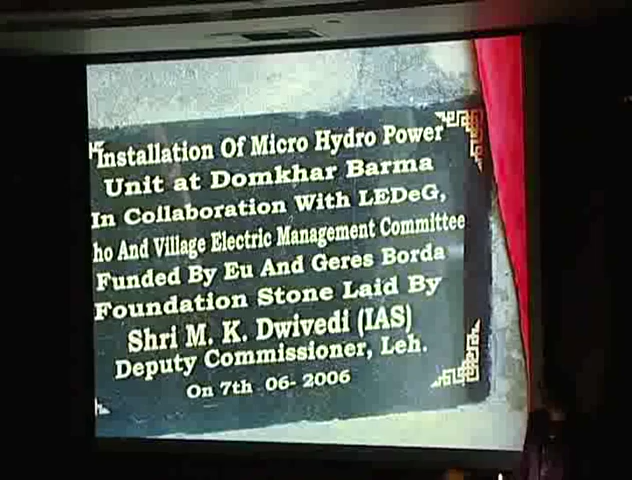 Installation Of Micro Hydro Power
Unit at Domkhar Barma
In Collaboration With LEDeG,
ho And Village Electric Management Committee
Funded By Eu And Geres Borda
Foundation Stone Laid By
Shri M. K. Dwivedi (IAS)
Deputy Commissioner, Leh.
On 7th 06- 2006